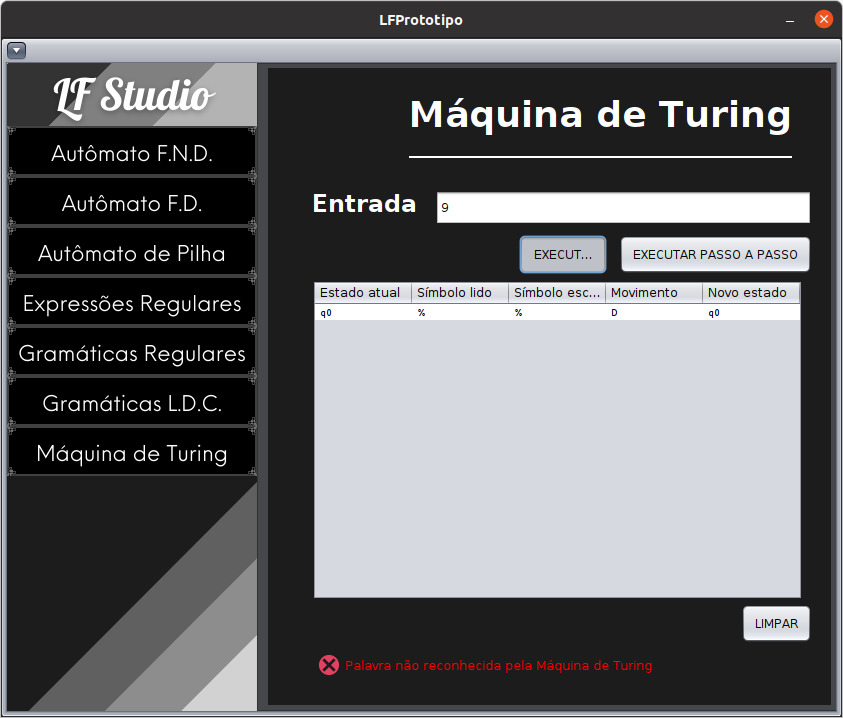 LFPrototipo
LF Studio
Autômato F.N.D.
Autômato F.D.
Autômato de Pilha
Expressões Regulares
Gramáticas Regulares
Gramáticas L.D.C.
Máquina de Turing
Máquina de Turing
Entrada 9
EXECUT... EXECUTAR PASSO A PASSO
Estado atual Símbolo lido Símbolo esc... Movimento Novo estado
q0 % % D q0
LIMPAR
Palavra não reconhecida pela Máquina de Turing